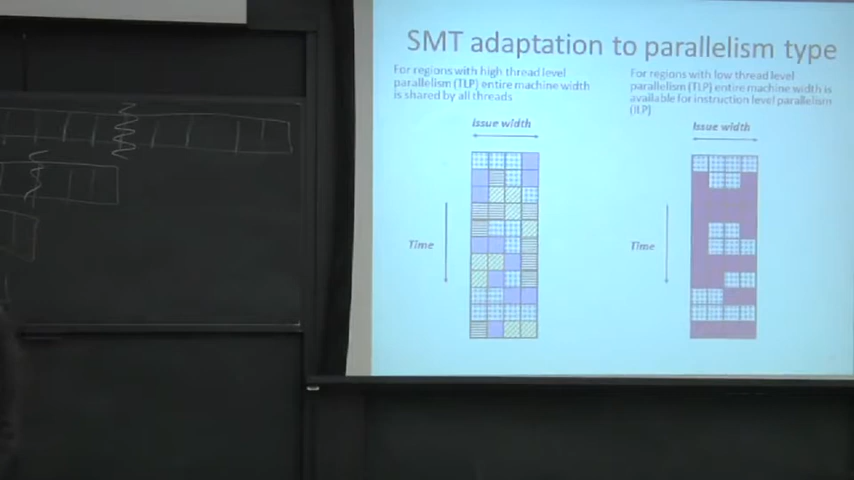 SMT adaptation to parallelism type
For regions with high thread level
parallelism (TLP) entire machine width
is shared by all threads
For regions with low thread level
parallelism (TLP) entire machine width is
available for instruction level parallelism
(ILP)
Issue width
Issue width
Time
Time